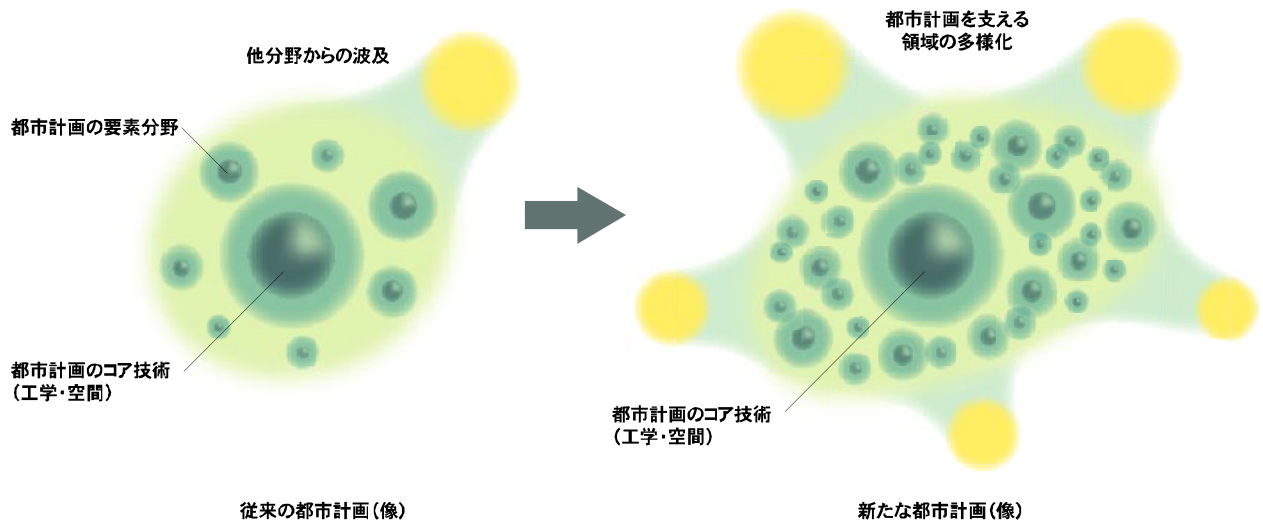 他分野からの波及
都市計画の要素分野
都市計画のコア技術
（工学・空間）
従来の都市計画（像）
都市計画を支える
領域の多様化
都市計画のコア技術
（工学・空間）
新たな都市計画（像）